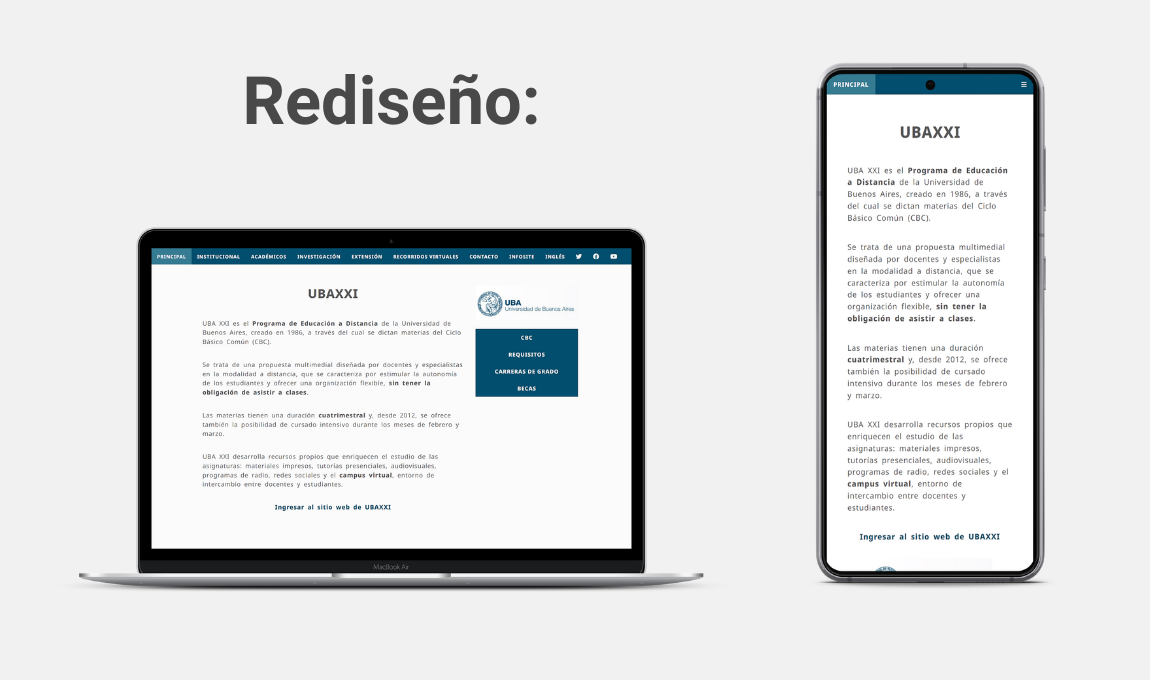 Rediseño:
PRINCIPAL INSTITUCIONAL ACADÉMICOS INVESTIGACIÓN EXTENSIÓN RECORRIDOS VIRTUALES CONTACTO INFOSITE INGLÉS
UBAXXI
UBA XXI es el Programa de Educación a Distancia de la Universidad de
Buenos Aires, creado en 1986, a través del cual se dictan materias del Ciclo
Básico Común (CBC).
Se trata de una propuesta multimedial diseñada por docentes y especialistas
en la modalidad a distancia, que se caracteriza por estimular la autonomía
de los estudiantes y ofrecer una organización flexible, sin tener la
obligación de asistir a clases.
Las materias tienen una duración cuatrimestral y, desde 2012, se ofrece
también la posibilidad de cursado intensivo durante los meses de febrero y
marzo.
UBA XXI desarrolla recursos propios que enriquecen el estudio de las
asignaturas: materiales impresos, tutorías presenciales, audiovisuales,
programas de radio, redes sociales y el campus virtual, entorno de
intercambio entre docentes y estudiantes.
Ingresar al sitio web de UBAXXI
UBA
Universidad de Buenos Aires
CBC
REQUISITOS
CARRERAS DE GRADO
BECAS
MacBook Air
PRINCIPAL
UBAXXI
UBA XXI es el Programa de Educación
a Distancia de la Universidad de
Buenos Aires, creado en 1986, a través
del cual se dictan materias del Ciclo
Básico Común (CBC).
Se trata de una propuesta multimedial
diseñada por docentes y especialistas
en la modalidad a distancia, que se
caracteriza por estimular la autonomía
de los estudiantes y ofrecer una
organización flexible, sin tener la
obligación de asistir a clases.
Las materias tienen una duración
cuatrimestral y, desde 2012, se ofrece
también la posibilidad de cursado
intensivo durante los meses de febrero
y marzo.
UBA XXI desarrolla recursos propios que
enriquecen el estudio de las
asignaturas: materiales impresos,
tutorías presenciales, audiovisuales,
programas de radio, redes sociales y el
campus virtual, entorno de
intercambio entre docentes y
estudiantes.
Ingresar al sitio web de UBAXXI